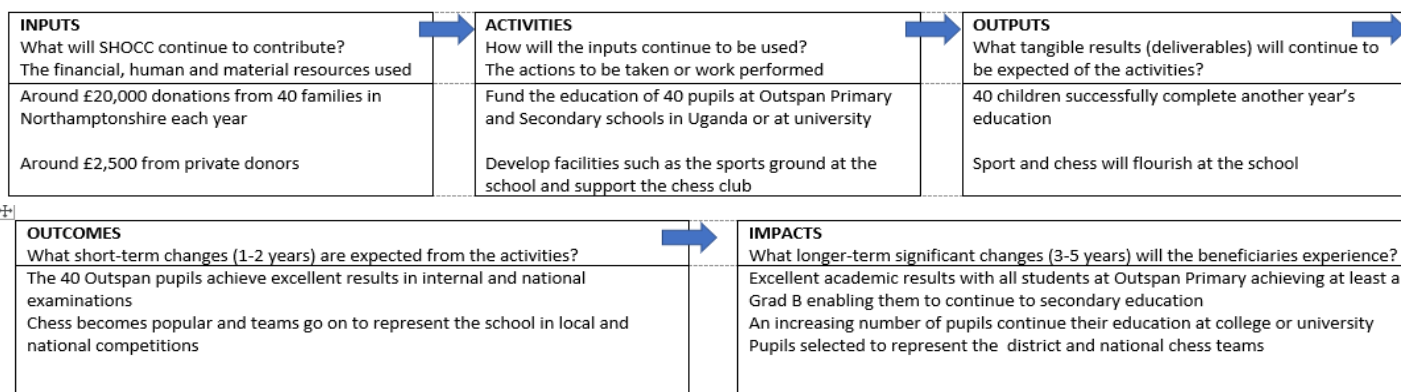 INPUTS
What will SHOCC continue to contribute?
The financial, human and material resources used
Around £20,000 donations from 40 families in
Northamptonshire each year
Around £2,500 from private donors
ACTIVITIES
How will the inputs continue to be used?
The actions to be taken or work performed
Fund the education of 40 pupils at Outspan Primary
and Secondary schools in Uganda or at university
Develop facilities such as the sports ground at the
school and support the chess club
OUTPUTS
What tangible results (deliverables) will continue to
be expected of the activities?
40 children successfully complete another year's
education
Sport and chess will flourish at the school
OUTCOMES
What short-term changes (1-2 years) are expected from the activities?
The 40 Outspan pupils achieve excellent results in internal and national
examinations
Chess becomes popular and teams go on to represent the school in local and
national competitions
IMPACTS
What longer-term significant changes (3-5 years) will the beneficiaries experience?
Excellent academic results with all students at Outspan Primary achieving at least a
Grad B enabling them to continue to secondary education
An increasing number of pupils continue their education at college or university
Pupils selected to represent the  district and national chess teams